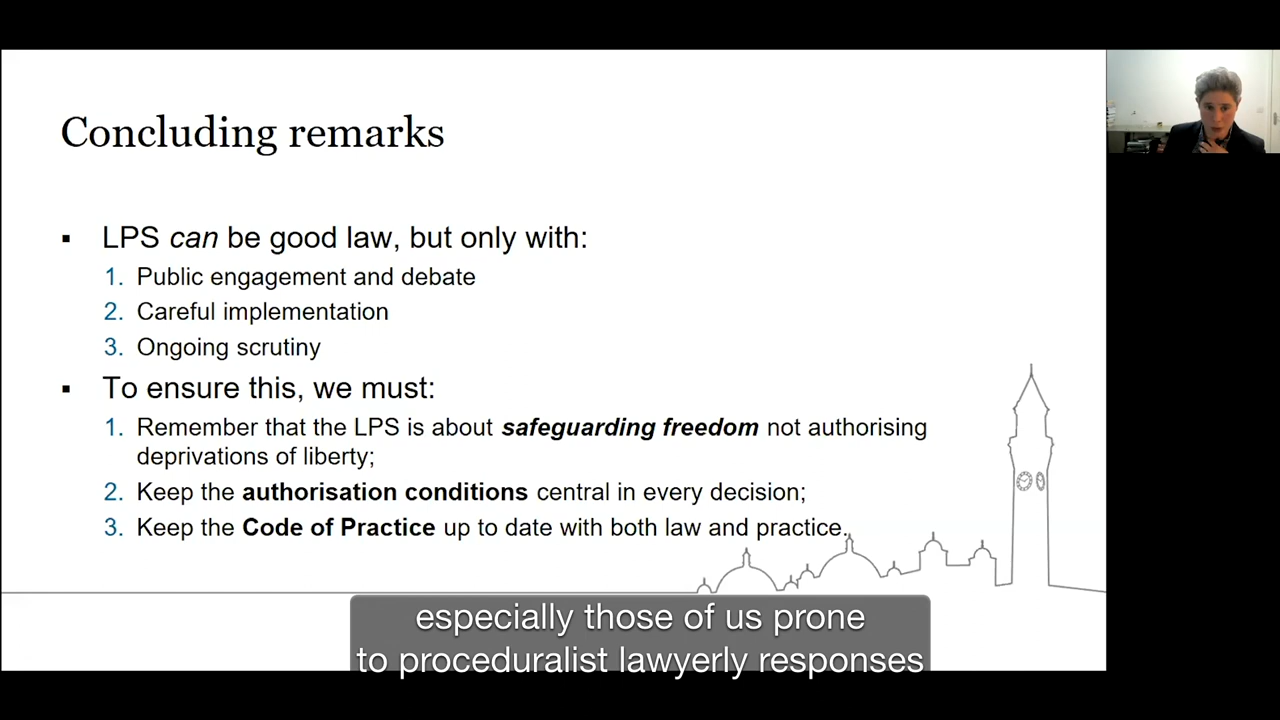 Concluding remarks
▪ LPS can be good law, but only with:
1. Public engagement and debate
2. Careful implementation
3. Ongoing scrutiny
▪ To ensure this, we must:
1. Remember that the LPS is about safeguarding freedom not authorising
deprivations of liberty;
2. Keep the authorisation conditions central in every decision;
3. Keep the Code of Practice up to date with both law and practice.
especially those of us prone
to proceduralist lawyerly responses